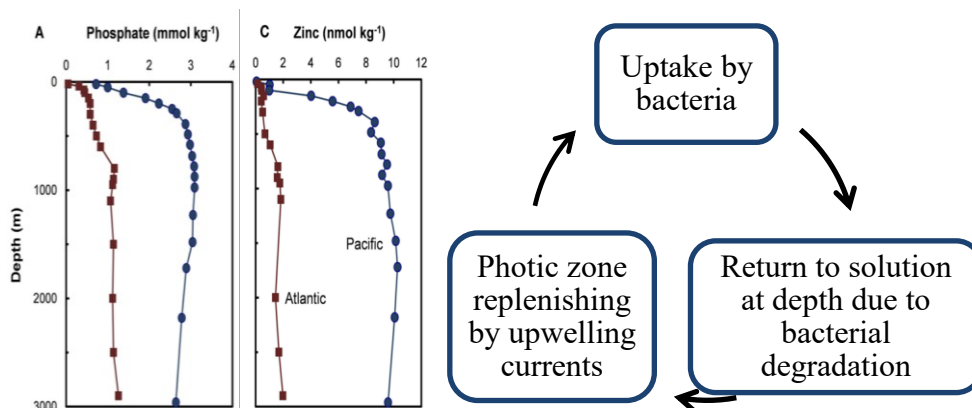 A Phosphate (mmol kg⁻¹)
0 1 2 3 4
0
1000
2000
3000
Depth (m)
C Zinc (nmol kg⁻¹)
0 2 4 6 8 10 12
Pacific
Atlantic
Uptake by
bacteria
Photic zone
replenishing
by upwelling
currents
Return to solution
at depth due to
bacterial
degradation